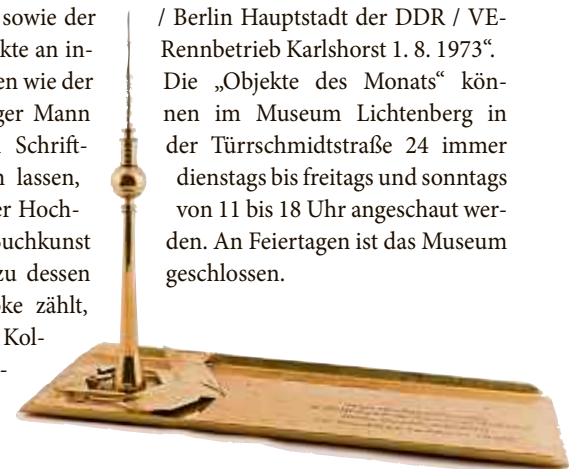 sowie der
kte an in-
en wie der
ger Mann
Schrift-
lassen,
er Hoch-
Buchkunst
zu dessen
ke zählt,
Kol-
-
/ Berlin Hauptstadt der DDR / VE-
Rennbetrieb Karlshorst 1. 8. 1973“.
Die „Objekte des Monats“ kön-
nen im Museum Lichtenberg in
der Türrschmidtstraße 24 immer
dienstags bis freitags und sonntags
von 11 bis 18 Uhr angeschaut wer-
den. An Feiertagen ist das Museum
geschlossen.